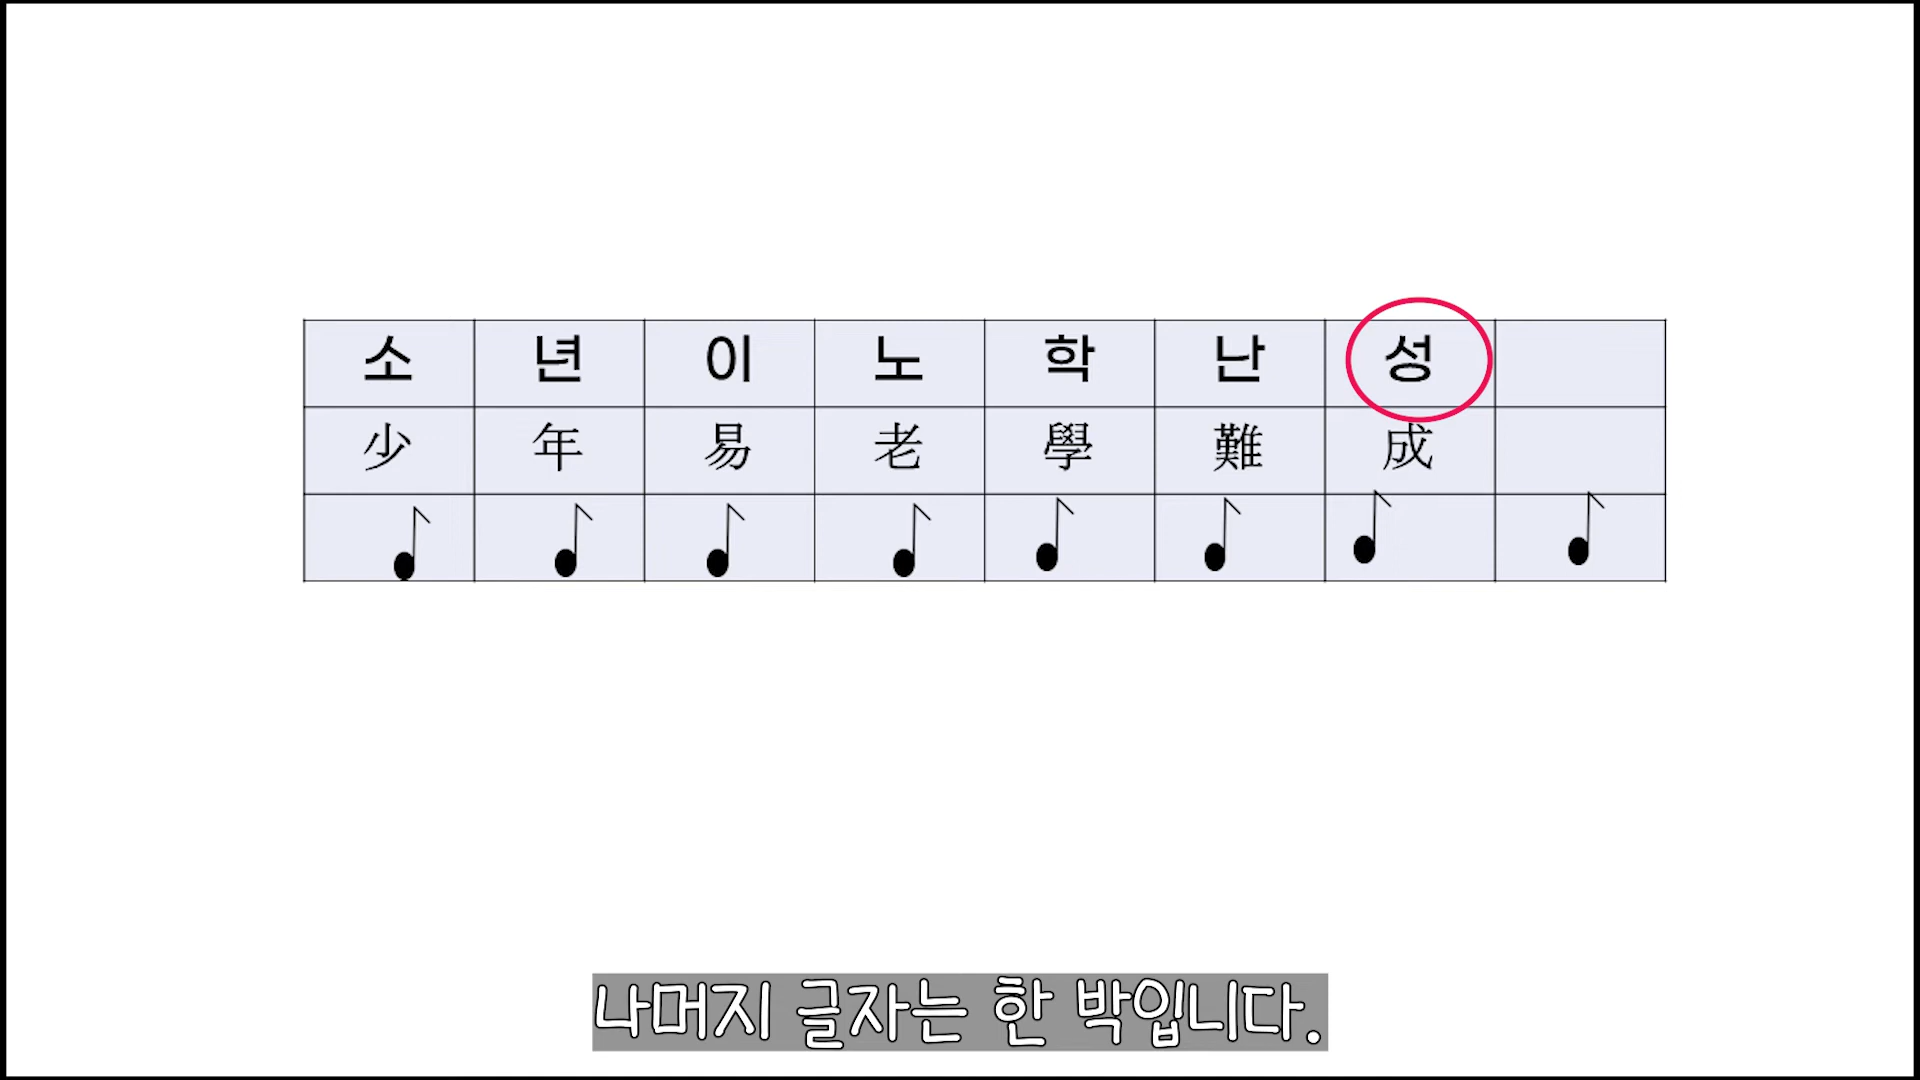 소 년 이 노 학 난 성
少 年 易 老 學 難 成
나머지 글자는 한 박입니다.